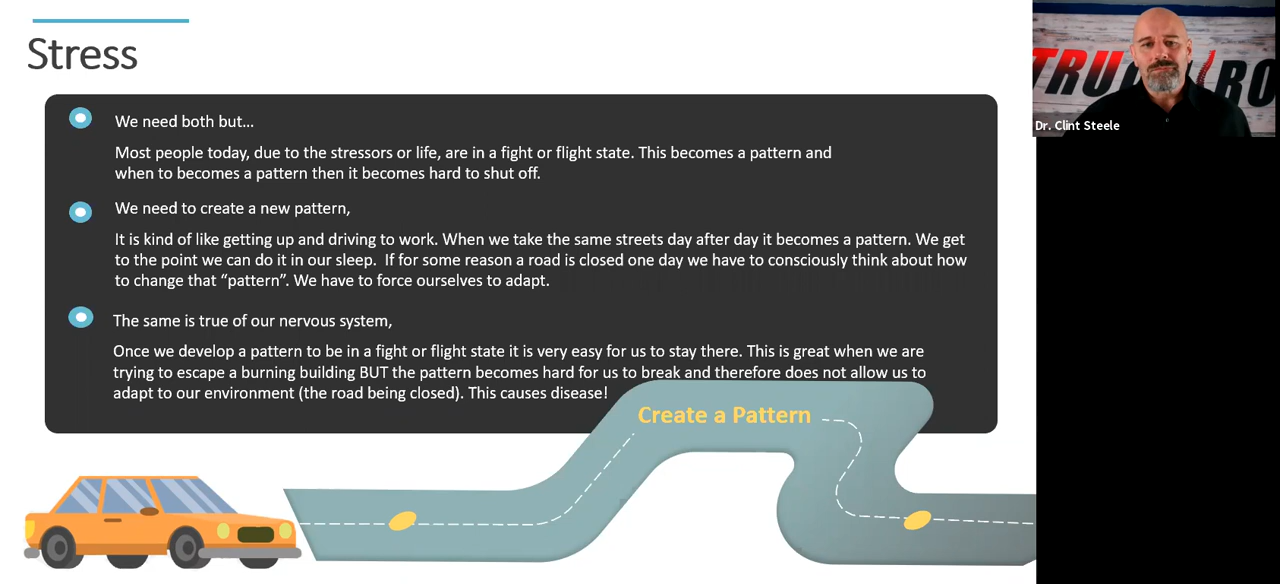 Stress
We need both but...
Most people today, due to the stressors or life, are in a fight or flight state. This becomes a pattern and
when to becomes a pattern then it becomes hard to shut off.
We need to create a new pattern,
It is kind of like getting up and driving to work. When we take the same streets day after day it becomes a pattern. We get
to the point we can do it in our sleep. If for some reason a road is closed one day we have to consciously think about how
to change that “pattern”. We have to force ourselves to adapt.
The same is true of our nervous system,
Once we develop a pattern to be in a fight or flight state it is very easy for us to stay there. This is great when we are
trying to escape a burning building BUT the pattern becomes hard for us to break and therefore does not allow us to
adapt to our environment (the road being closed). This causes disease!
Create a Pattern
Dr. Clint Steele